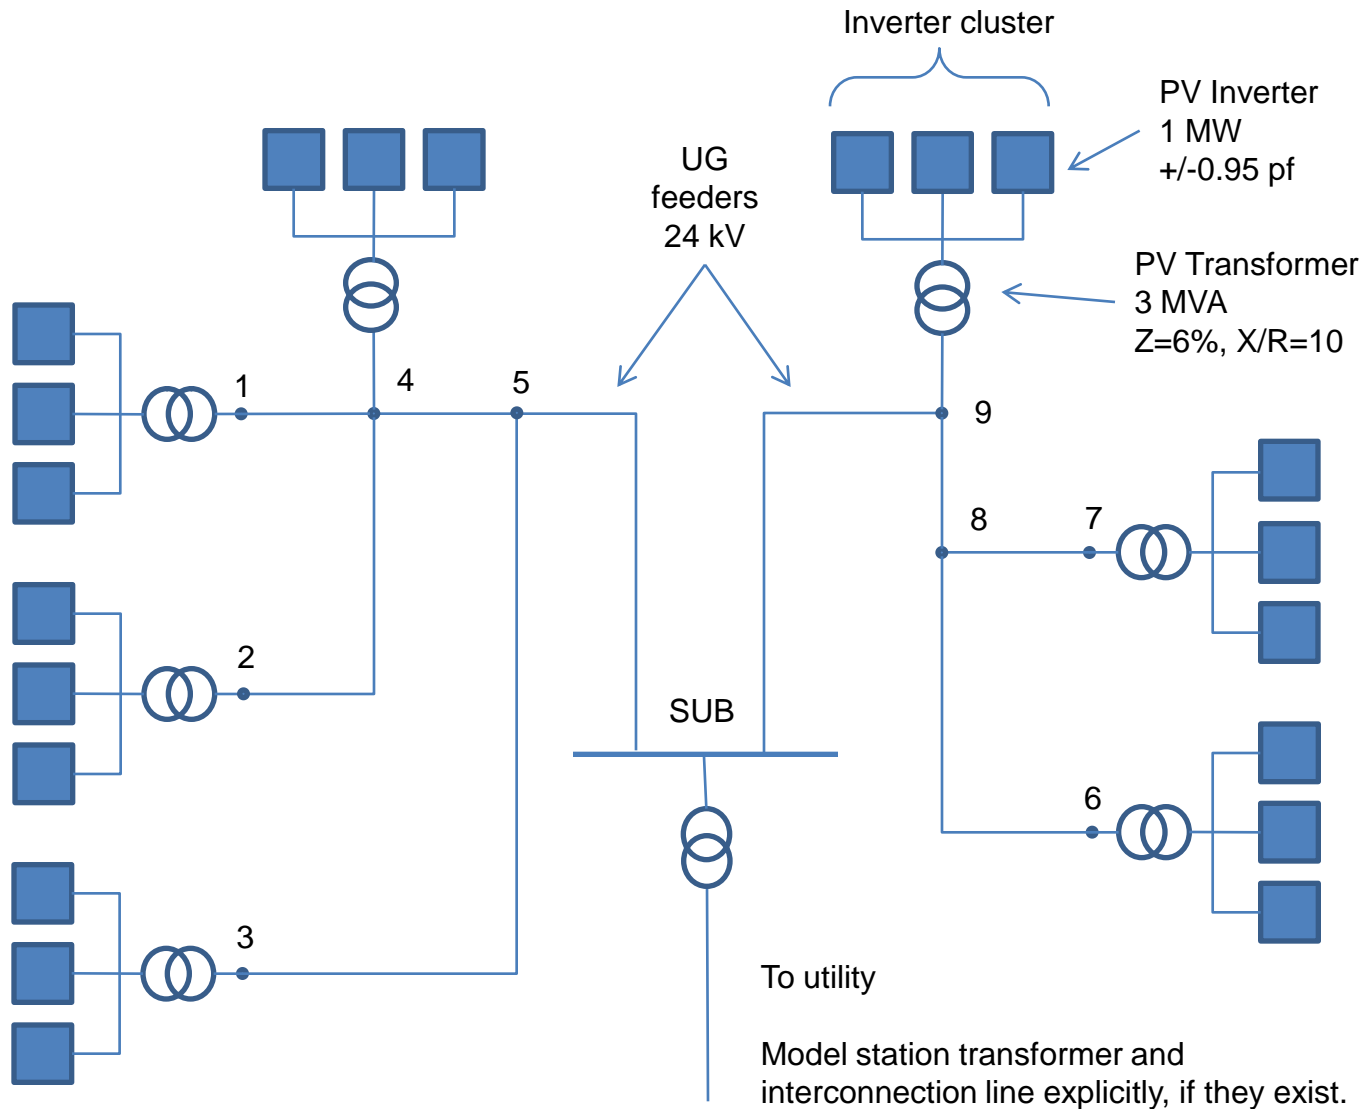 Inverter cluster
PV Inverter
1 MW
+/-0.95 pf
UG
feeders
24 kV
PV Transformer
3 MVA
Z=6%, X/R=10
1
4
5
9
8
7
2
SUB
6
3
To utility
Model station transformer and
interconnection line explicitly, if they exist.